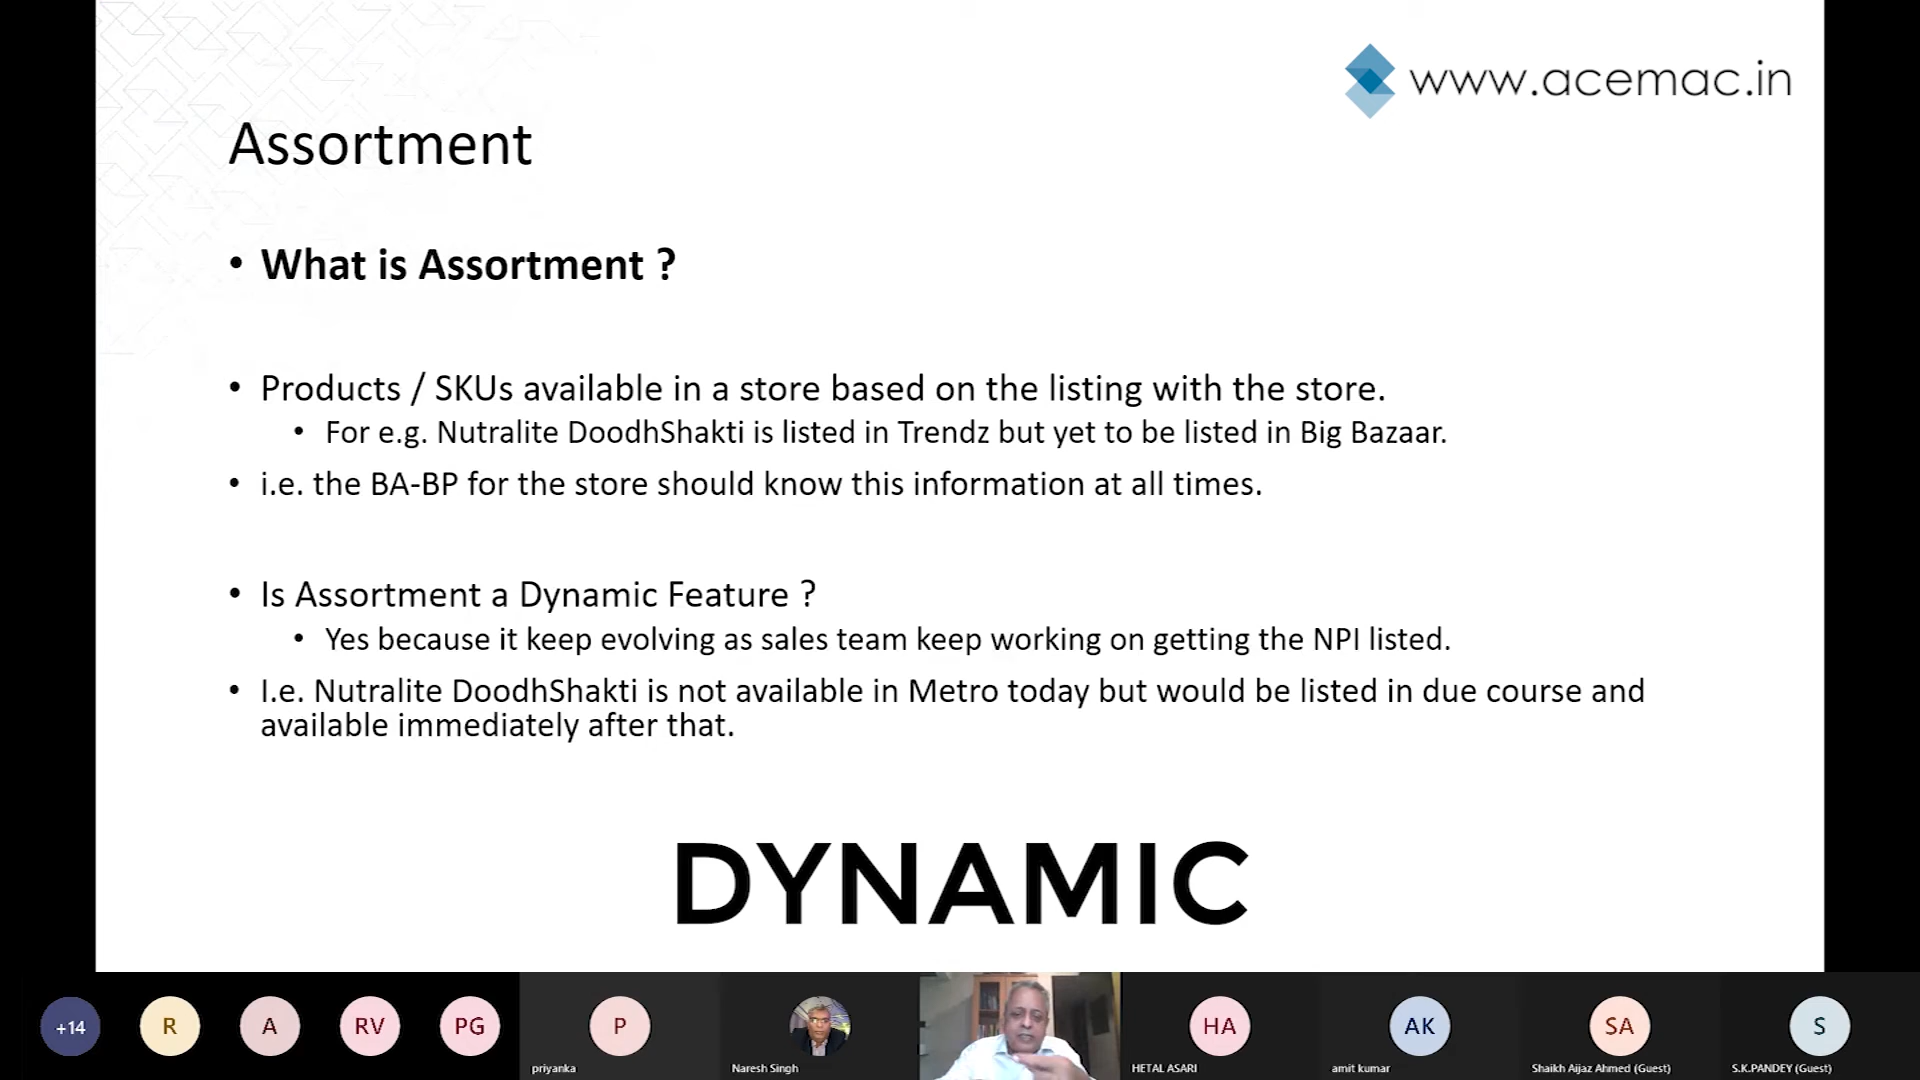 www.acemac.in
Assortment
• What is Assortment ?
• Products / SKUs available in a store based on the listing with the store.
• For e.g. Nutralite DoodhShakti is listed in Trendz but yet to be listed in Big Bazaar.
• i.e. the BA-BP for the store should know this information at all times.
• Is Assortment a Dynamic Feature ?
• Yes because it keep evolving as sales team keep working on getting the NPI listed.
• I.e. Nutralite DoodhShakti is not available in Metro today but would be listed in due course and
available immediately after that.
DYNAMIC
+14
R
A
RV
PG
P
priyanka
Naresh Singh
HA
HETAL ASARI
AK
amit kumar
SA
Shaikh Aijaz Ahmed (Guest)
S
S.K.PANDEY (Guest)